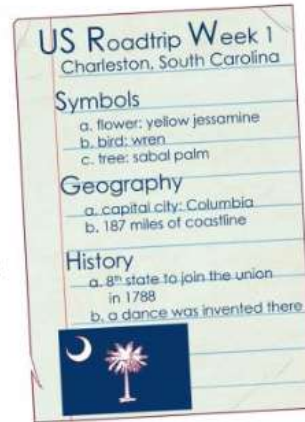 US Roadtrip Week 1
Charleston, South Carolina
Symbols
a. flower: yellow jessamine
b. bird: wren
c. tree: sabal palm
Geography
a. capital city: Columbia
b. 187 miles of coastline
History
a. 8th state to join the union
in 1788
b. a dance was invented there